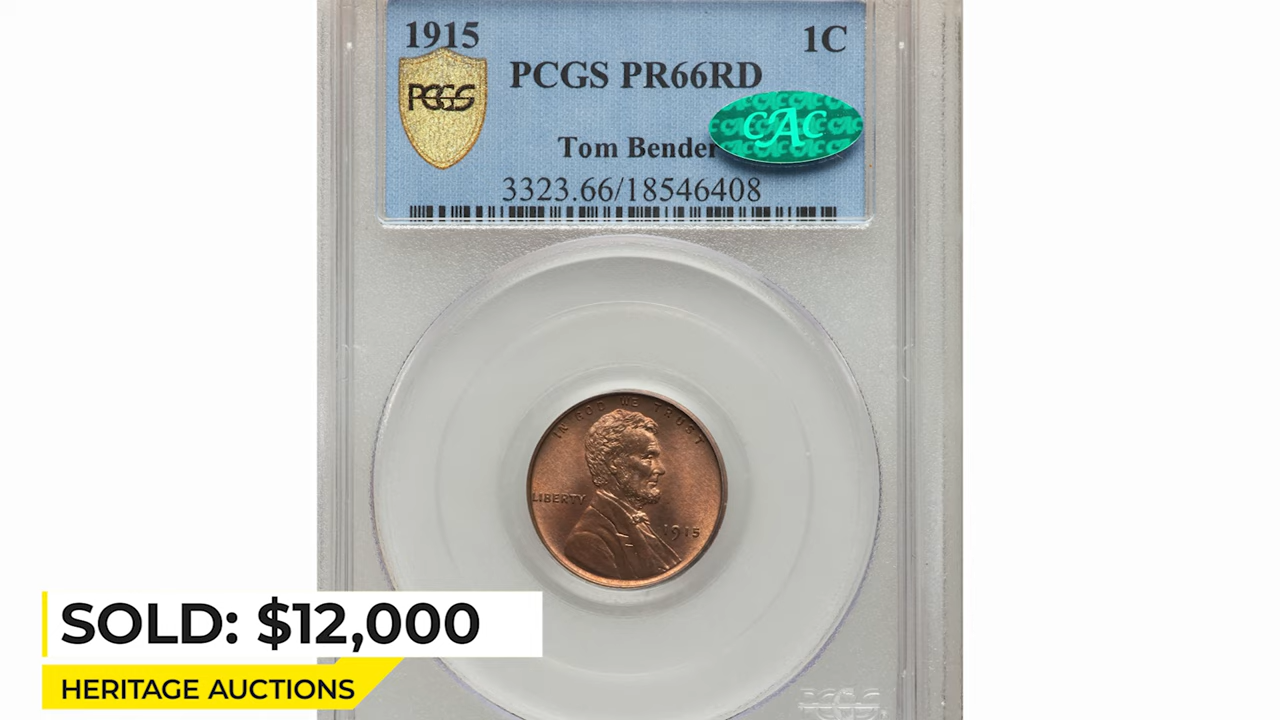 1915
1C
PCGS
PCGS PR66RD
CAC
Tom Bender
3323.66/18546408
IN GOD WE TRUST
LIBERTY
1915
SOLD: $12,000
HERITAGE AUCTIONS
PCGS